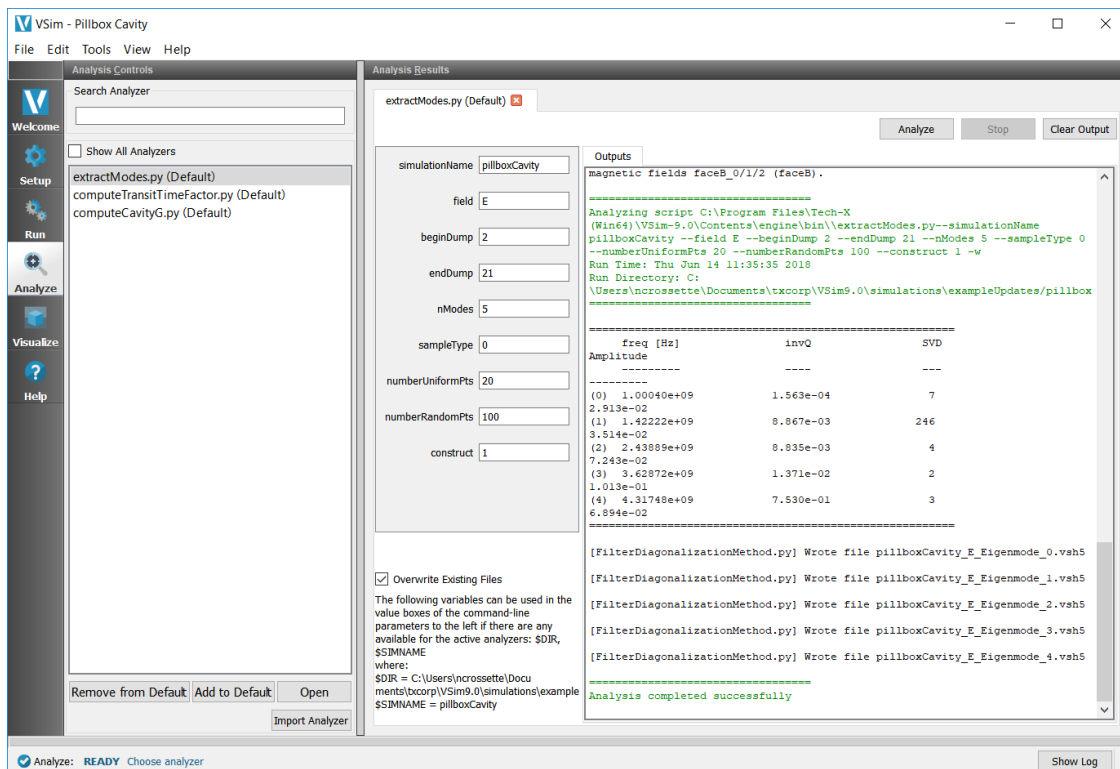 VSim - Pillbox Cavity
File Edit Tools View Help
Analysis Controls
Search Analyzer
Show All Analyzers
extractModes.py (Default)
computeTransitTimeFactor.py (Default)
computeCavityG.py (Default)
Remove from Default Add to Default Open
Import Analyzer
Welcome
Setup
Run
Analyze
Visualize
Help
Analysis Results
extractModes.py (Default)
Analyze Stop Clear Output
simulationName pillboxCavity
field E
beginDump 2
endDump 21
nModes 5
sampleType 0
numberUniformPts 20
numberRandomPts 100
construct 1
Overwrite Existing Files
The following variables can be used in the
value boxes of the command-line
parameters to the left if there are any
available for the active analyzers: $DIR,
$SIMNAME
where:
$DIR = C:\Users\ncrossette\Docu
ments\txcorp\VSim9.0\simulations\example
$SIMNAME = pillboxCavity
Outputs
magnetic fields faceB_0/1/2 (faceB).
==================================
Analyzing script C:\Program Files\Tech-X
(Win64)\VSim-9.0\Contents\engine\bin\\extractModes.py--simulationName
pillboxCavity --field E --beginDump 2 --endDump 21 --nModes 5 --sampleType 0
--numberUniformPts 20 --numberRandomPts 100 --construct 1 -w
Run Time: Thu Jun 14 11:35:35 2018
Run Directory: C:
\Users\ncrossette\Documents\txcorp\VSim9.0\simulations\exampleUpdates/pillbox
==================================
========================================================
freq [Hz] invQ SVD
Amplitude
--------- ---- ---
---------
(0) 1.00040e+09 1.563e-04 7
2.913e-02
(1) 1.42222e+09 8.867e-03 246
3.514e-02
(2) 2.43889e+09 8.835e-03 4
7.243e-02
(3) 3.62872e+09 1.371e-02 2
1.013e-01
(4) 4.31748e+09 7.530e-01 3
6.894e-02
========================================================
[FilterDiagonalizationMethod.py] Wrote file pillboxCavity_E_Eigenmode_0.vsh5
[FilterDiagonalizationMethod.py] Wrote file pillboxCavity_E_Eigenmode_1.vsh5
[FilterDiagonalizationMethod.py] Wrote file pillboxCavity_E_Eigenmode_2.vsh5
[FilterDiagonalizationMethod.py] Wrote file pillboxCavity_E_Eigenmode_3.vsh5
[FilterDiagonalizationMethod.py] Wrote file pillboxCavity_E_Eigenmode_4.vsh5
==================================
Analysis completed successfully
Analyze: READY Choose analyzer
Show Log